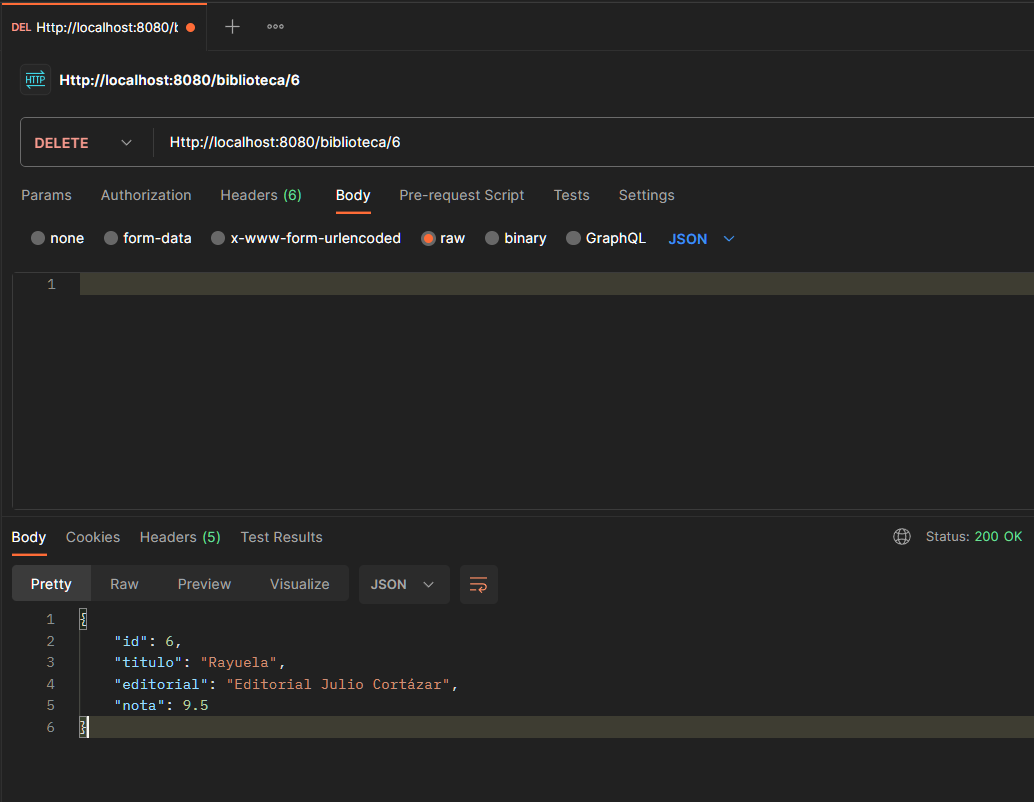 DEL Http://localhost:8080/b
HTTP Http://localhost:8080/biblioteca/6
DELETE Http://localhost:8080/biblioteca/6
Params Authorization Headers (6) Body Pre-request Script Tests Settings
none form-data x-www-form-urlencoded raw binary GraphQL JSON
1
Body Cookies Headers (5) Test Results Status: 200 OK
Pretty Raw Preview Visualize JSON
1 {
2 "id": 6,
3 "titulo": "Rayuela",
4 "editorial": "Editorial Julio Cortázar",
5 "nota": 9.5
6 }